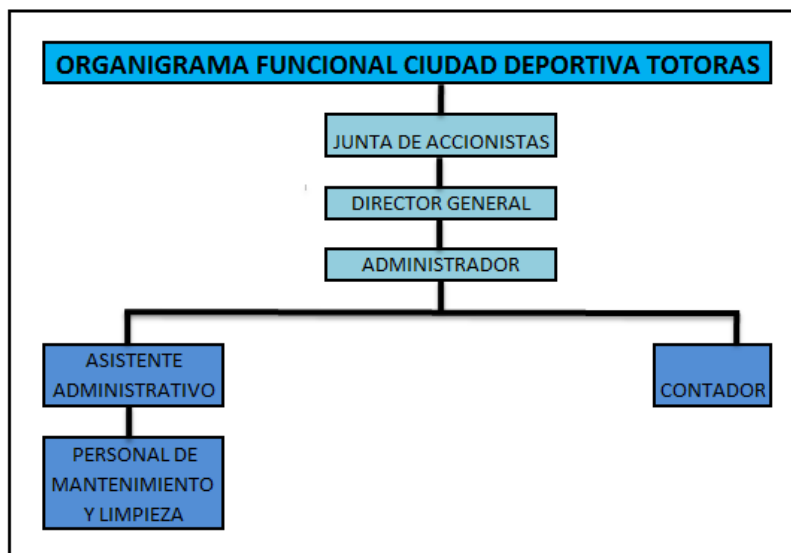 ORGANIGRAMA FUNCIONAL CIUDAD DEPORTIVA TOTORAS
JUNTA DE ACCIONISTAS
DIRECTOR GENERAL
ADMINISTRADOR
ASISTENTE
ADMINISTRATIVO
CONTADOR
PERSONAL DE
MANTENIMIENTO
Y LIMPIEZA